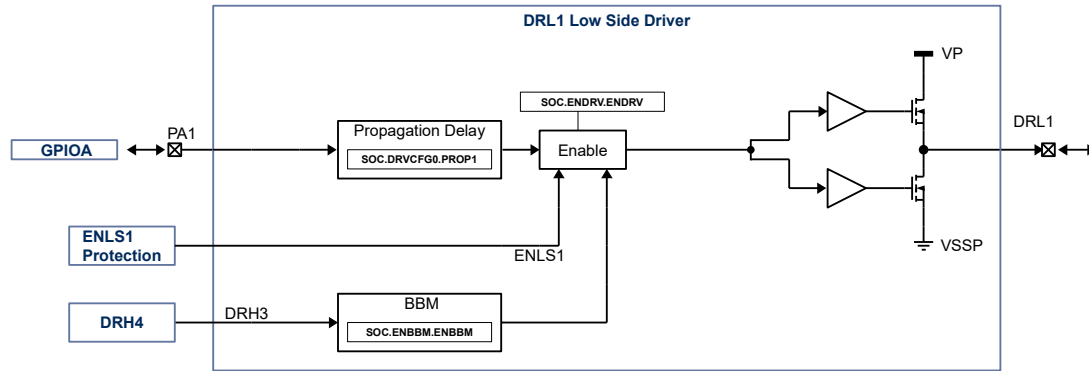 DRL1 Low Side Driver
VP
SOC.ENDRV.ENDRV
PA1
Propagation Delay
DRL1
GPIOA
SOC.DRVCFG0.PROP1
Enable
ENLS1
Protection
ENLS1
VSSP
DRH4
DRH3
BBM
SOC.ENBBM.ENBBM